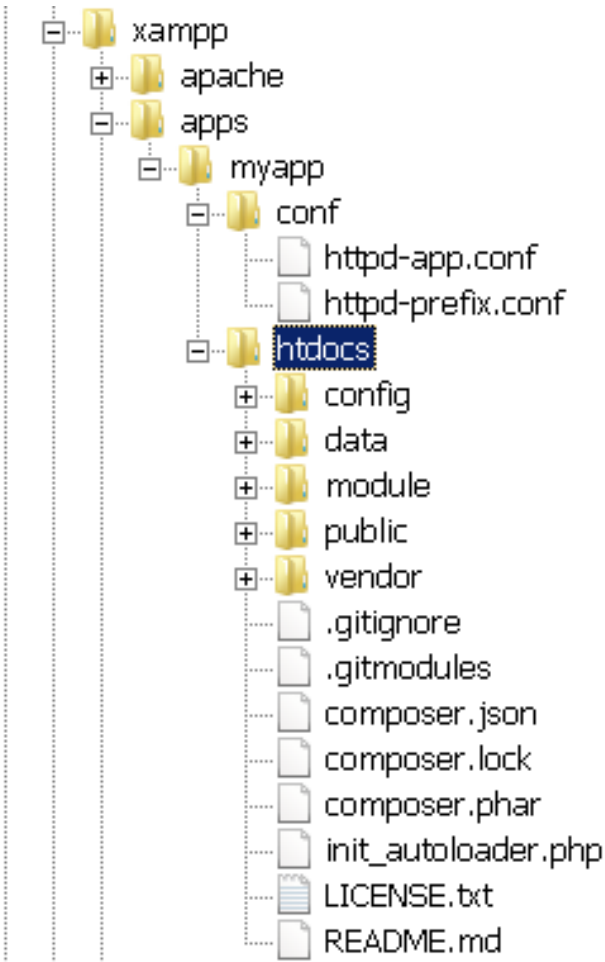 xampp
apache
apps
myapp
conf
httpd-app.conf
httpd-prefix.conf
htdocs
config
data
module
public
vendor
.gitignore
.gitmodules
composer.json
composer.lock
composer.phar
init_autoloader.php
LICENSE.txt
README.md